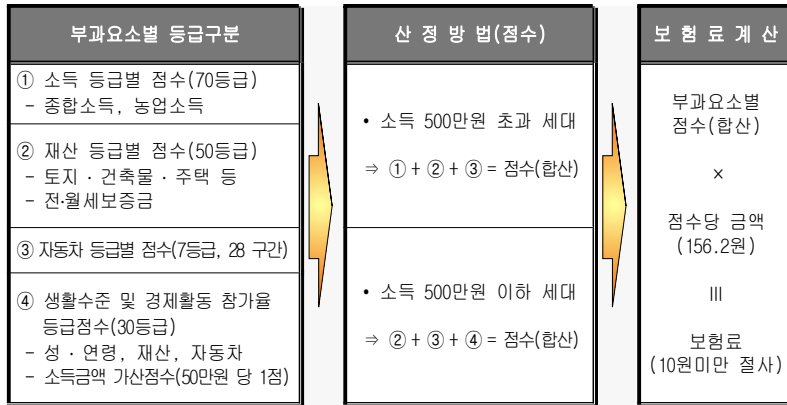 부과요소별 등급구분
① 소득 등급별 점수(70등급)
- 종합소득, 농업소득
② 재산 등급별 점수(50등급)
- 토지 · 건축물 · 주택 등
- 전·월세보증금
③ 자동차 등급별 점수(7등급, 28 구간)
④ 생활수준 및 경제활동 참가율
등급점수(30등급)
- 성 · 연령, 재산, 자동차
- 소득금액 가산점수(50만원 당 1점)
산 정 방 법(점수)
• 소득 500만원 초과 세대
⇒ ① + ② + ③ = 점수(합산)
• 소득 500만원 이하 세대
⇒ ② + ③ + ④ = 점수(합산)
보 험 료 계 산
부과요소별
점수(합산)
×
점수당 금액
(156.2원)
〓
보험료
(10원미만 절사)